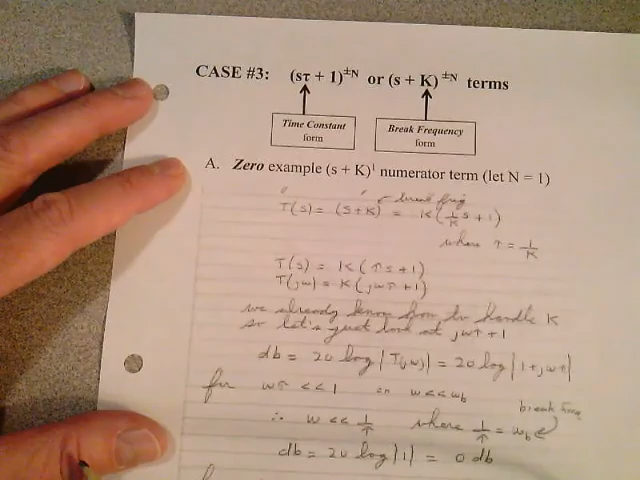 CASE #3: (sτ + 1)^±N or (s + K)^±N terms
Time Constant form
Break Frequency form
A. Zero example (s + K)^1 numerator term (let N = 1)
break freq
T(s) = (s+K) = K(1/K s + 1)
where τ = 1/K
T(s) = K(τs+1)
T(jω) = K(jωτ+1)
we already know how to handle K
so let's just look at jωτ+1
db = 20 log|T(jω)| = 20 log|1+jωτ|
for ωτ << 1 or ω << ωb
break freq
∴ ω << 1/τ where 1/τ = ωb
db = 20 log|1| = 0 db